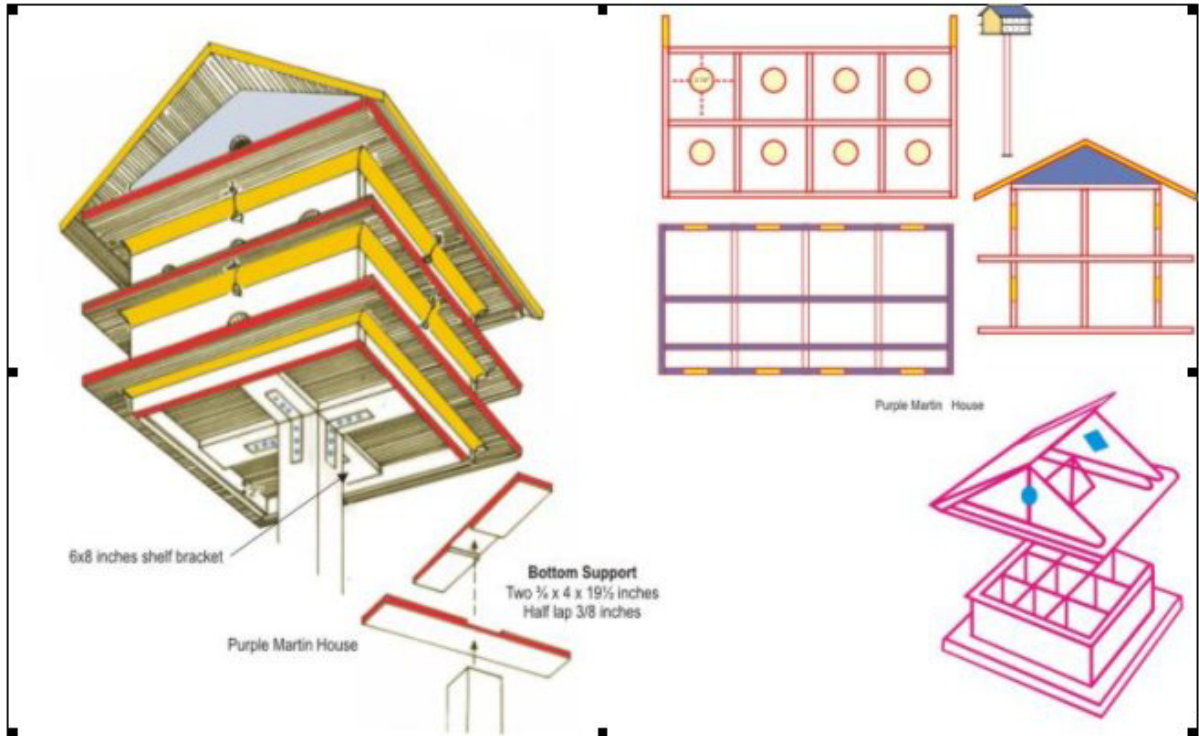 6x8 inches shelf bracket
Bottom Support
Two ¾ x 4 x 19½ inches
Half lap 3/8 inches
Purple Martin House
Purple Martin House